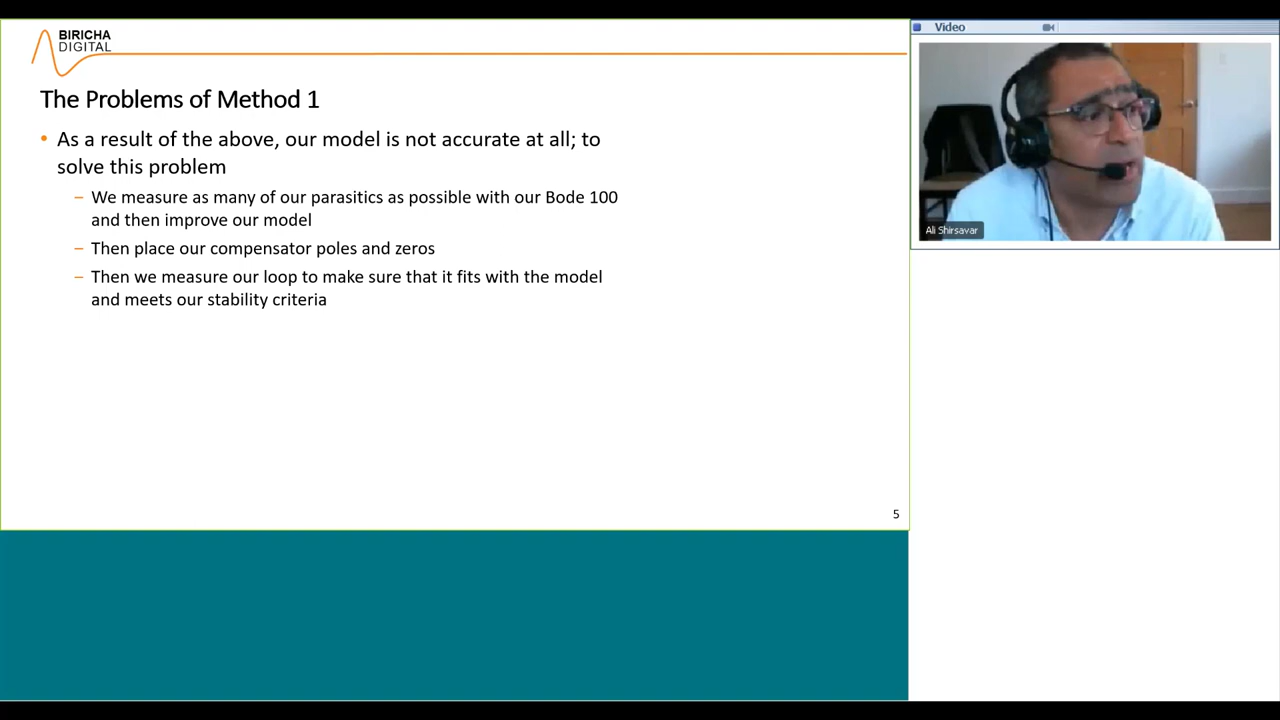 BIRICHA
DIGITAL
The Problems of Method 1
• As a result of the above, our model is not accurate at all; to
solve this problem
– We measure as many of our parasitics as possible with our Bode 100
and then improve our model
– Then place our compensator poles and zeros
– Then we measure our loop to make sure that it fits with the model
and meets our stability criteria
5
Video
Ali Shirsavar